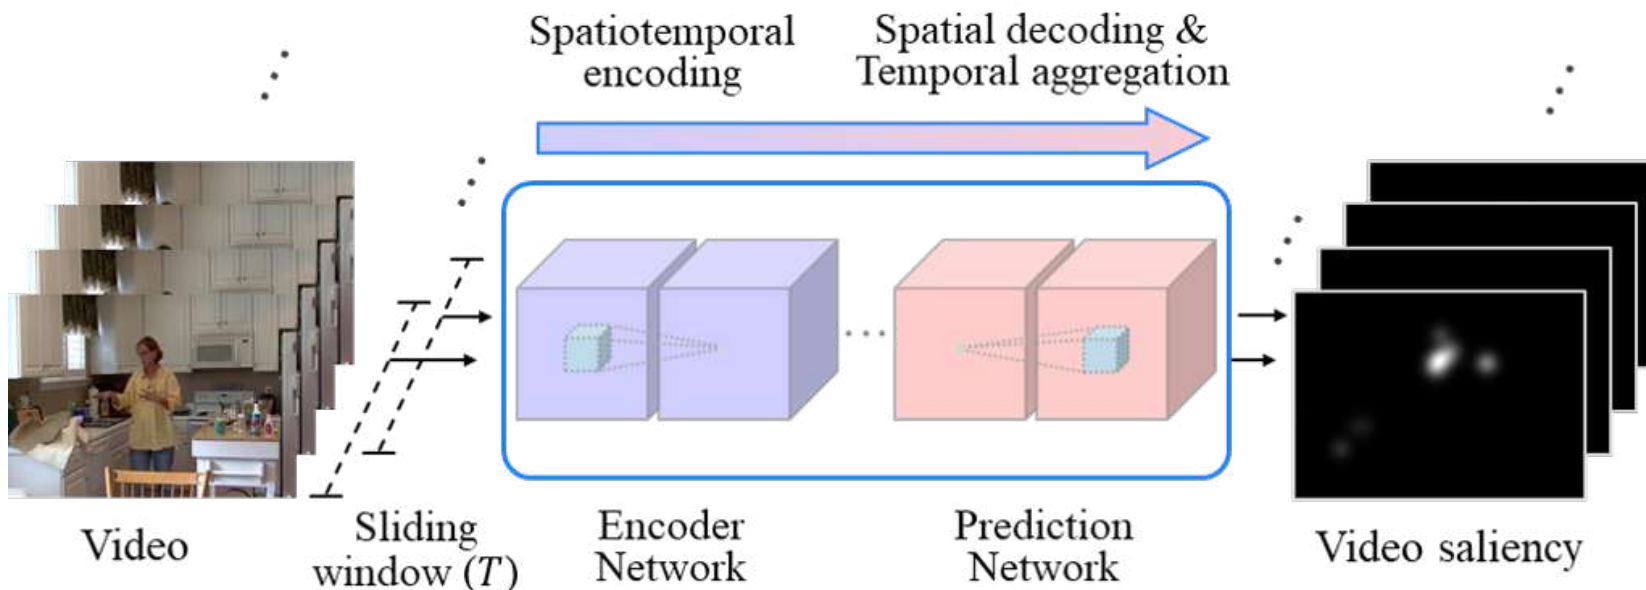 Spatiotemporal
encoding
Spatial decoding &
Temporal aggregation
Video
Sliding
window (T)
Encoder
Network
Prediction
Network
Video saliency